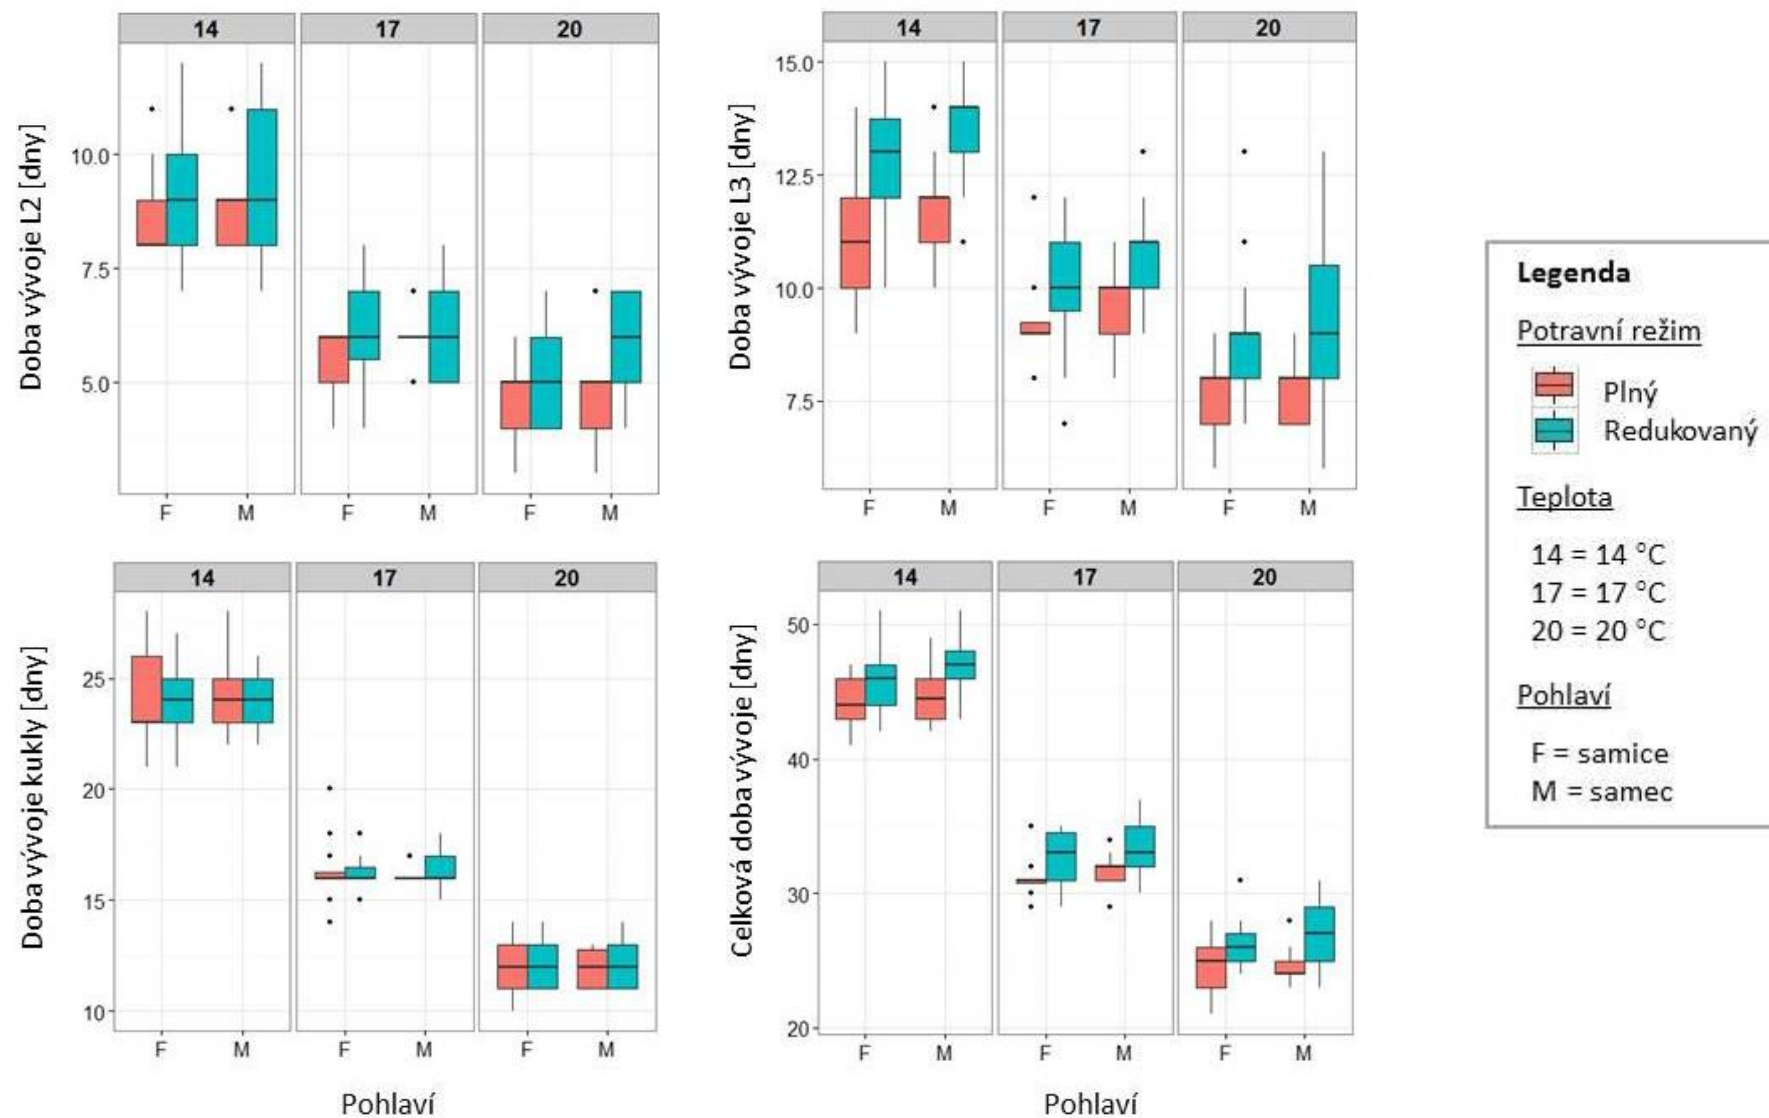 14 17 20
Doba vývoje L2 [dny]
10.0
7.5
5.0
F M F M F M
14 17 20
Doba vývoje L3 [dny]
15.0
12.5
10.0
7.5
F M F M F M
14 17 20
Doba vývoje kukly [dny]
25
20
15
10
F M F M F M
Pohlaví
14 17 20
Celková doba vývoje [dny]
50
40
30
20
F M F M F M
Pohlaví
Legenda
Potravní režim
Plný
Redukovaný
Teplota
14 = 14 °C
17 = 17 °C
20 = 20 °C
Pohlaví
F = samice
M = samec